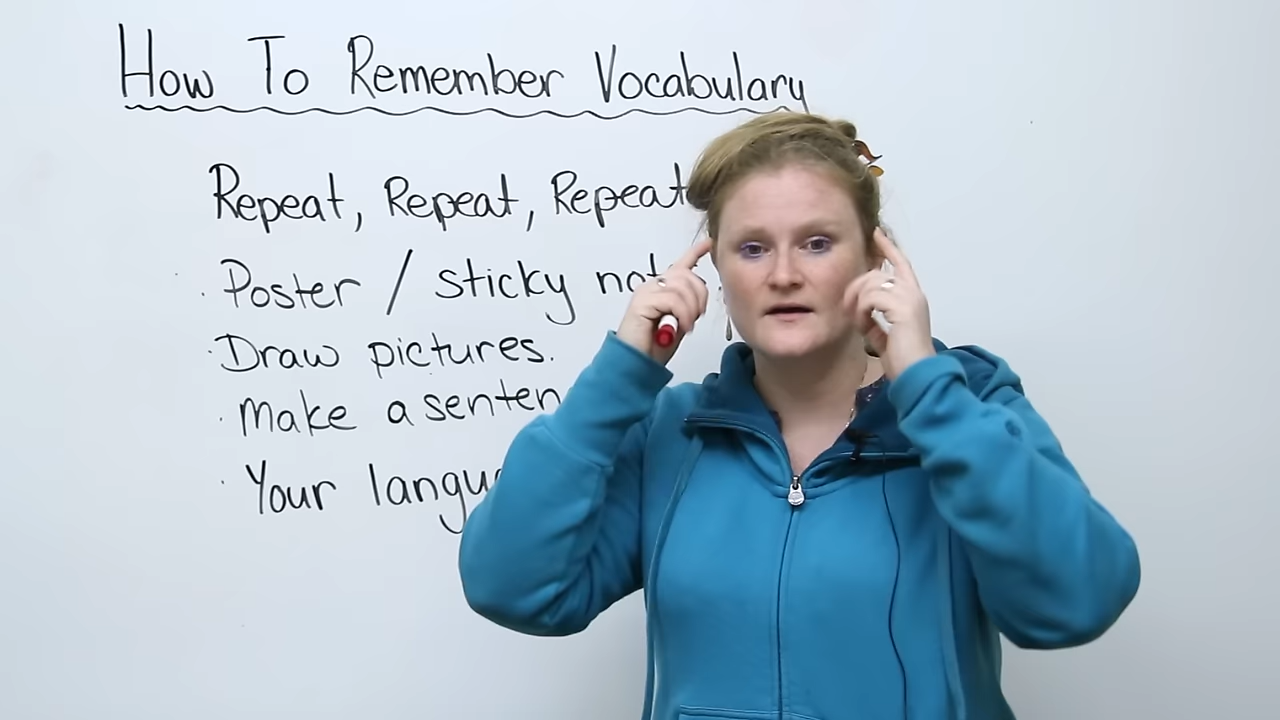 How To Remember Vocabulary
Repeat, Repeat, Repeat
· Poster / sticky
· Draw pictures.
· Make a
· Your